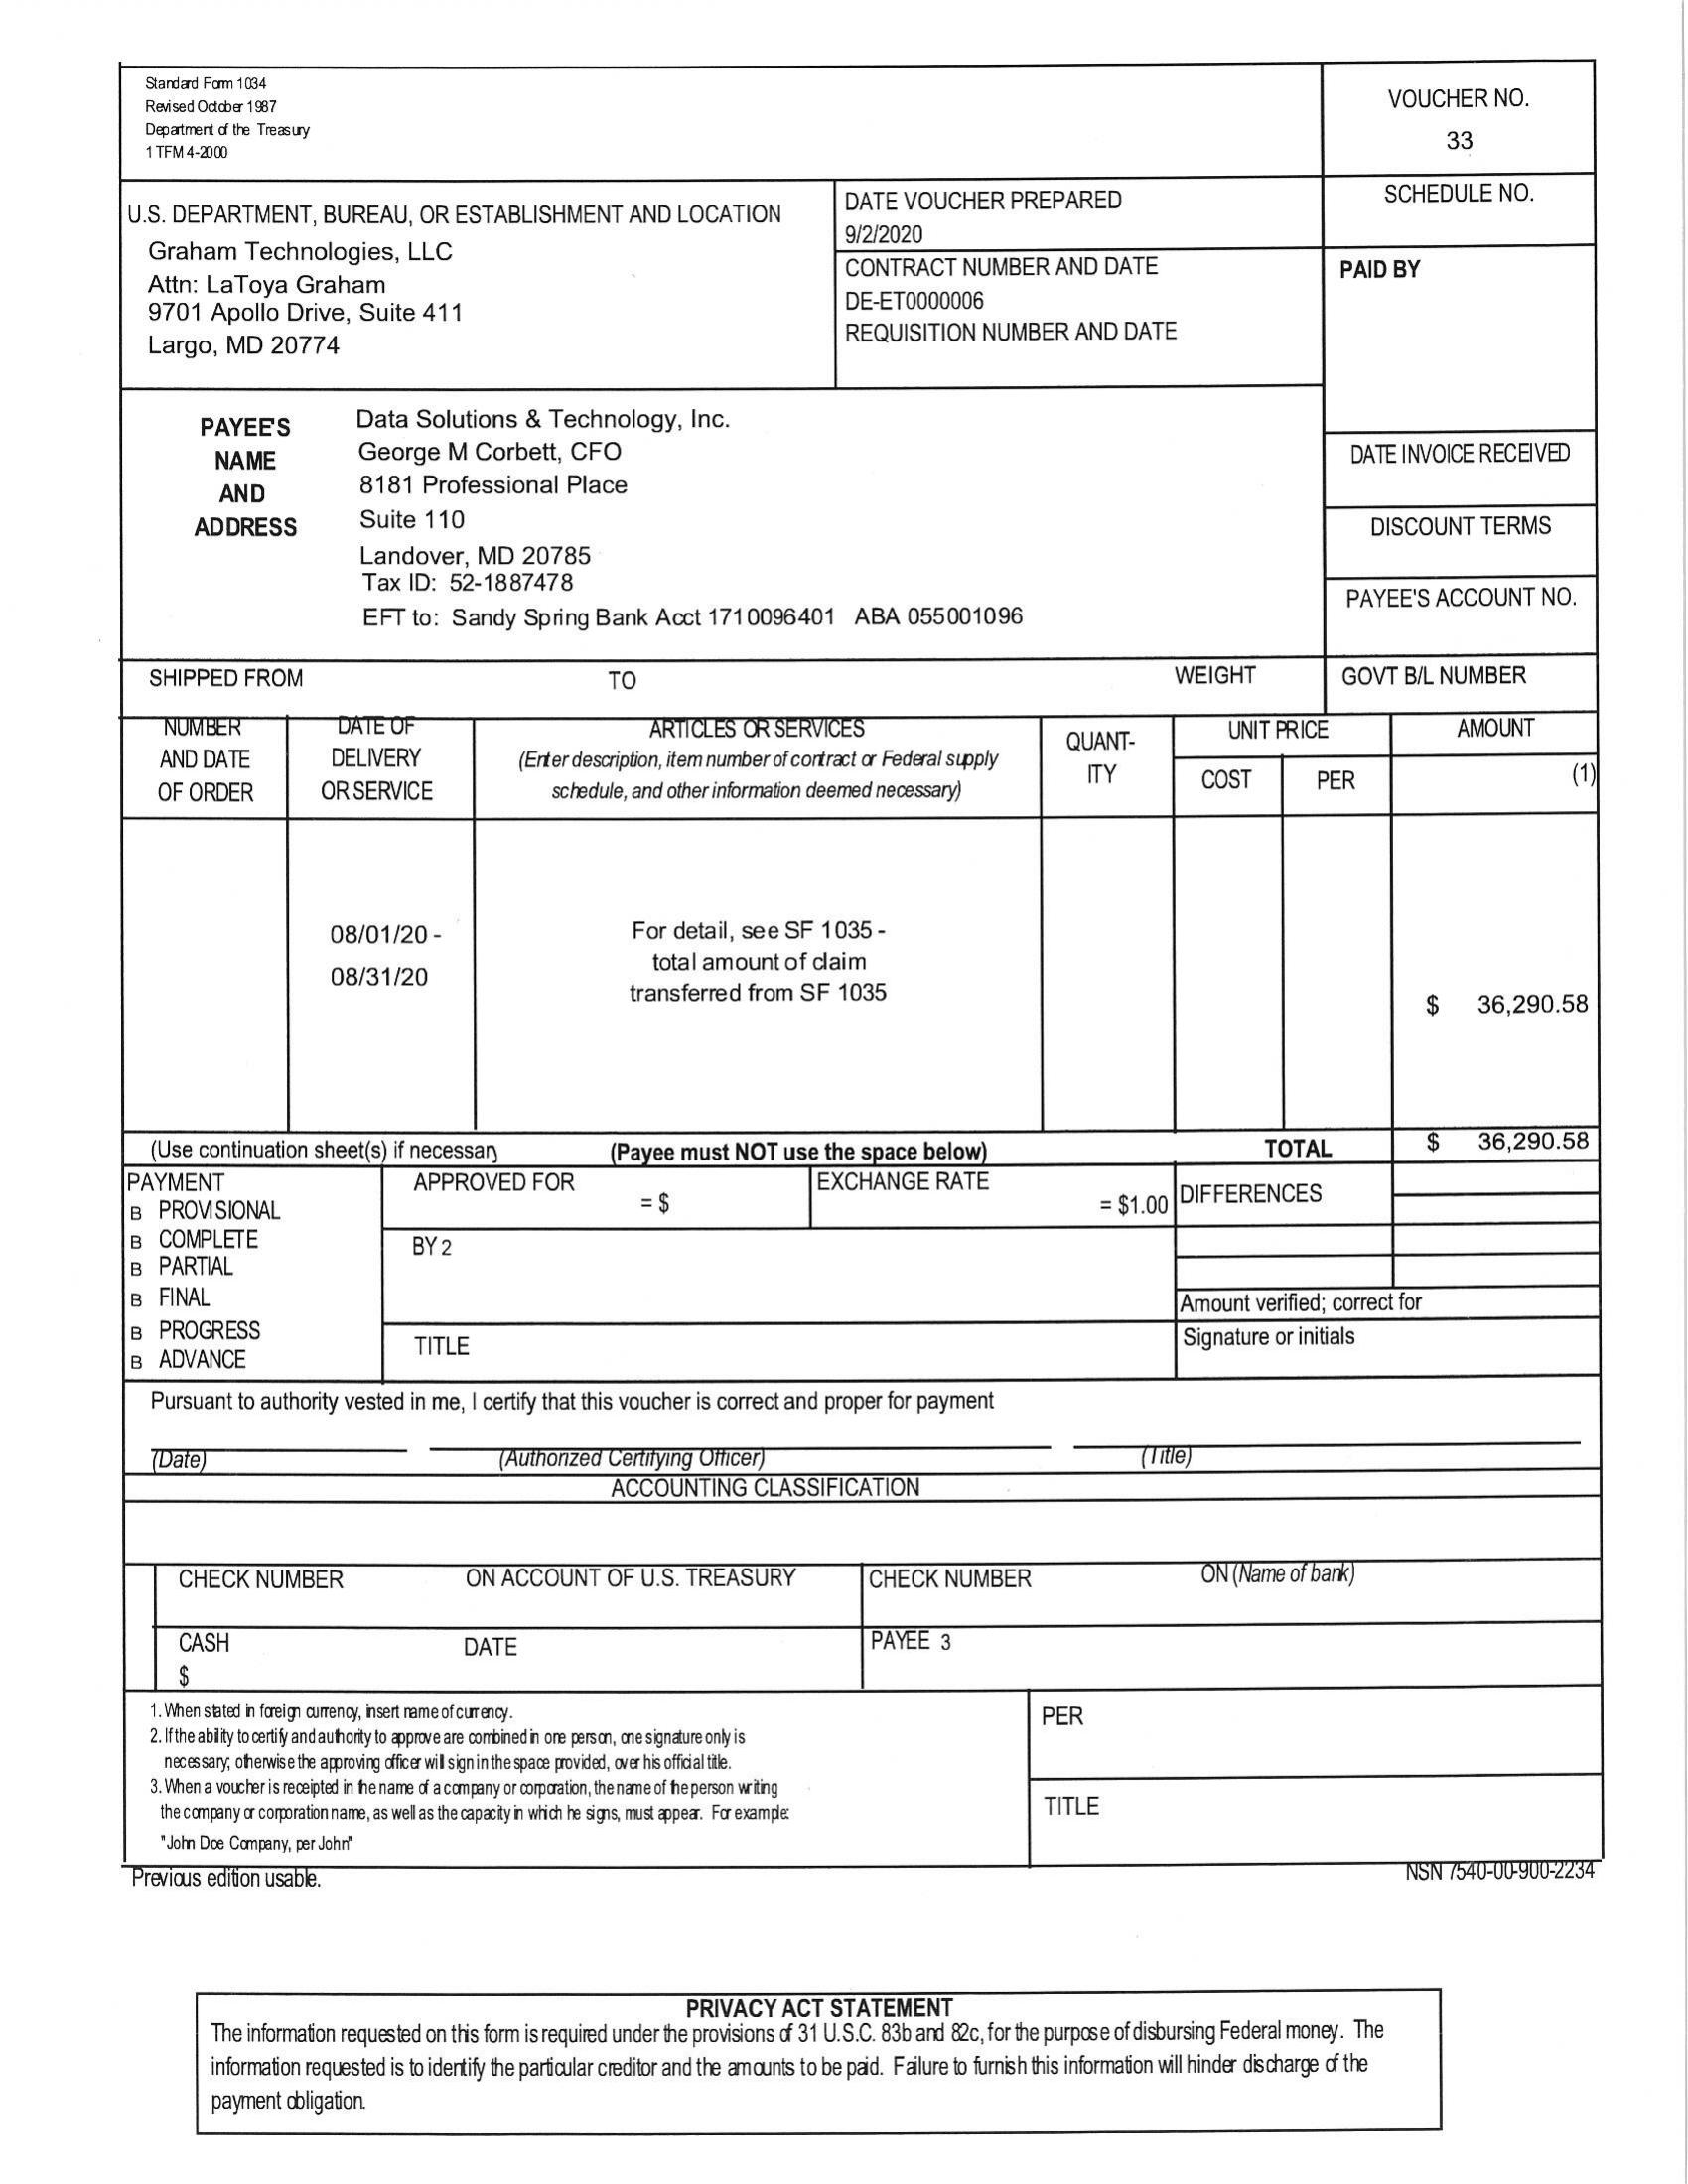 Standard Form 1034
Revised October 1987
Department of the Treasury
1 TFM 4-2000
VOUCHER NO.
33
U.S. DEPARTMENT, BUREAU, OR ESTABLISHMENT AND LOCATION
Graham Technologies, LLC
Attn: LaToya Graham
9701 Apollo Drive, Suite 411
Largo, MD 20774
DATE VOUCHER PREPARED
9/2/2020
CONTRACT NUMBER AND DATE
DE-ET0000006
REQUISITION NUMBER AND DATE
SCHEDULE NO.
PAID BY
PAYEE'S
NAME
AND
ADDRESS
Data Solutions & Technology, Inc.
George M Corbett, CFO
8181 Professional Place
Suite 110
Landover, MD 20785
Tax ID: 52-1887478
EFT to: Sandy Spring Bank Acct 1710096401 ABA 055001096
DATE INVOICE RECEIVED
DISCOUNT TERMS
PAYEE'S ACCOUNT NO.
SHIPPED FROM TO WEIGHT GOVT B/L NUMBER
NUMBER
AND DATE
OF ORDER
DATE OF
DELIVERY
OR SERVICE
ARTICLES OR SERVICES
(Enter description, item number of contract or Federal supply
schedule, and other information deemed necessary)
QUANT-
ITY
UNIT PRICE
COST PER
AMOUNT
(1)
08/01/20 -
08/31/20
For detail, see SF 1035 -
total amount of claim
transferred from SF 1035
$ 36,290.58
(Use continuation sheet(s) if necessary (Payee must NOT use the space below) TOTAL $ 36,290.58
PAYMENT
B PROVISIONAL
B COMPLETE
B PARTIAL
B FINAL
B PROGRESS
B ADVANCE
APPROVED FOR
= $
EXCHANGE RATE
= $1.00
BY 2
TITLE
DIFFERENCES
Amount verified; correct for
Signature or initials
Pursuant to authority vested in me, I certify that this voucher is correct and proper for payment
(Date) (Authorized Certifying Officer) (Title)
ACCOUNTING CLASSIFICATION
CHECK NUMBER ON ACCOUNT OF U.S. TREASURY CHECK NUMBER ON (Name of bank)
CASH DATE PAYEE 3
$
1. When stated in foreign currency, insert name of currency.
2. If the ability to certify and authority to approve are combined in one person, one signature only is
necessary; otherwise the approving officer will sign in the space provided, over his official title.
3. When a voucher is receipted in the name of a company or corporation, the name of the person writing
the company or corporation name, as well as the capacity in which he signs, must appear. For example:
"John Doe Company, per John"
PER
TITLE
Previous edition usable.
NSN 7540-00-900-2234
PRIVACY ACT STATEMENT
The information requested on this form is required under the provisions of 31 U.S.C. 83b and 82c, for the purpose of disbursing Federal money. The
information requested is to identify the particular creditor and the amounts to be paid. Failure to furnish this information will hinder discharge of the
payment obligation.